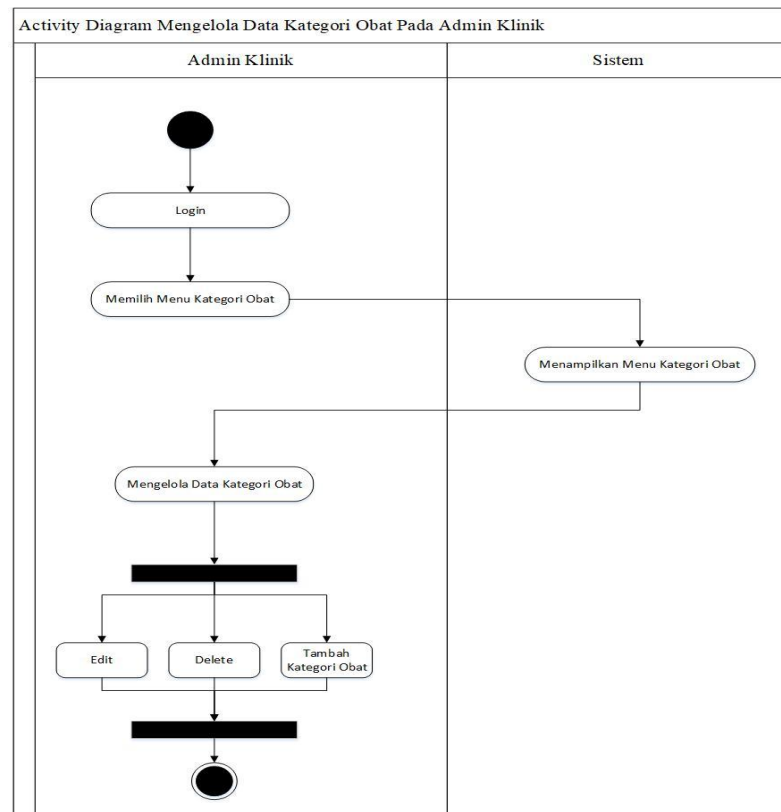 Activity Diagram Mengelola Data Kategori Obat Pada Admin Klinik
Admin Klinik
Sistem
Login
Memilih Menu Kategori Obat
Menampilkan Menu Kategori Obat
Mengelola Data Kategori Obat
Edit
Delete
Tambah
Kategori Obat